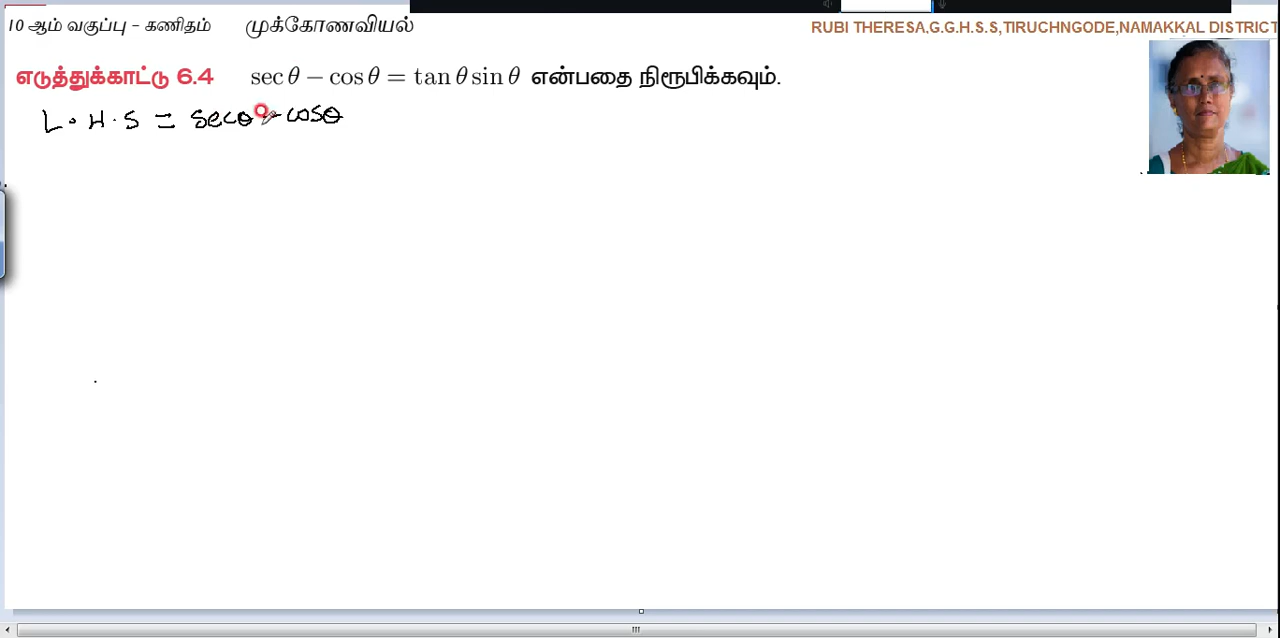 10 ஆம் வகுப்பு - கணிதம் முக்கோணவியல்
RUBI THERESA,G.G.H.S.S,TIRUCHNGODE,NAMAKKAL DISTRICT
எடுத்துக்காட்டு 6.4 sec θ − cos θ = tan θ sin θ என்பதை நிரூபிக்கவும்.
L.H.S = secθ - cosθ